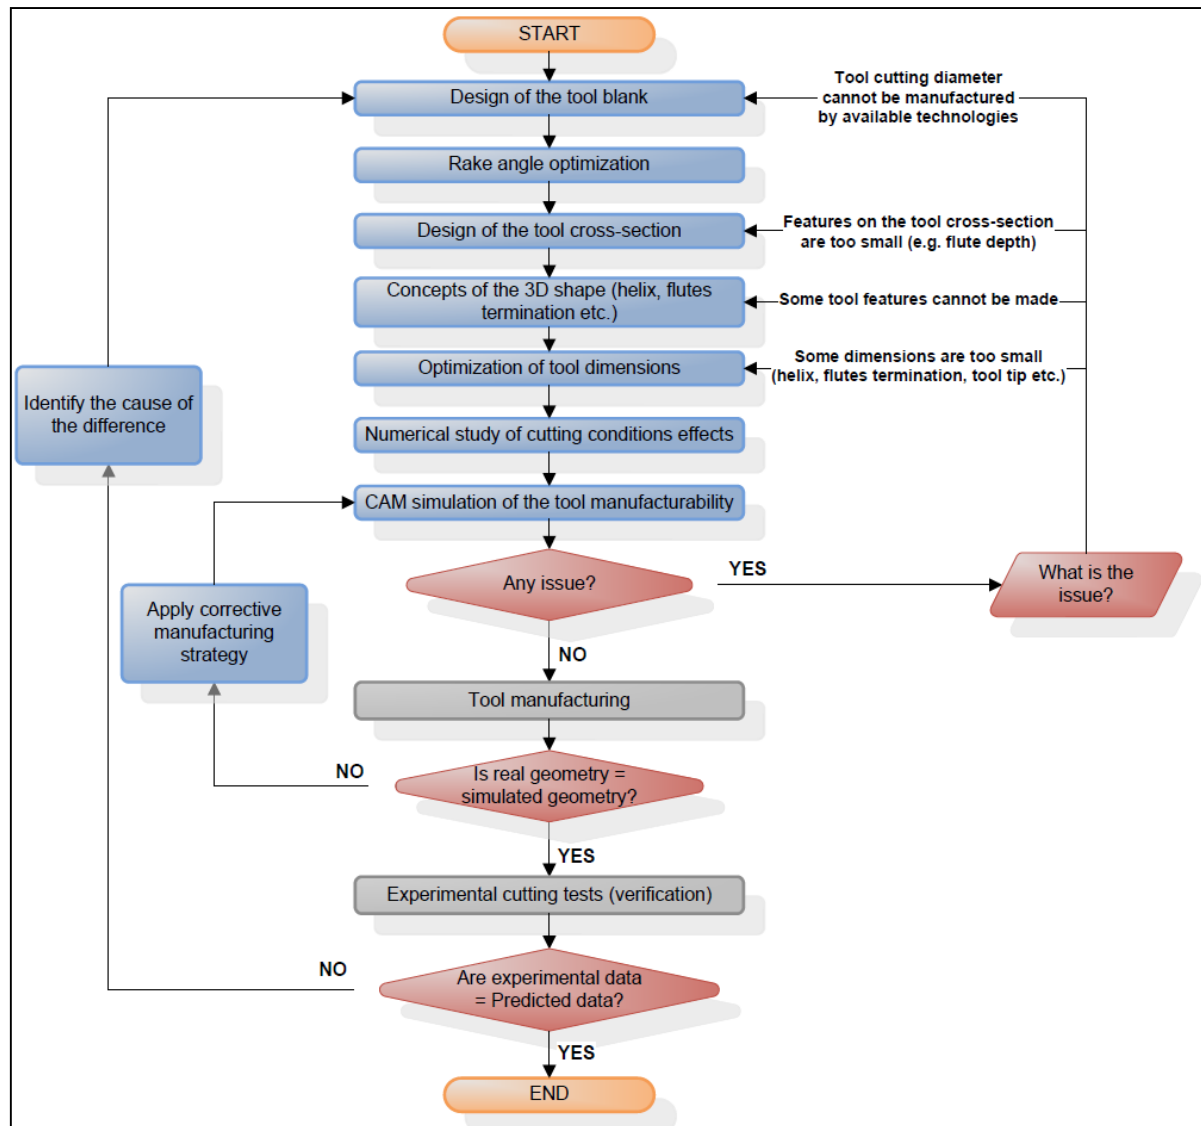 START
Design of the tool blank
Tool cutting diameter
cannot be manufactured
by available technologies
Rake angle optimization
Design of the tool cross-section
Features on the tool cross-section
are too small (e.g. flute depth)
Concepts of the 3D shape (helix, flutes
termination etc.)
Some tool features cannot be made
Optimization of tool dimensions
Some dimensions are too small
(helix, flutes termination, tool tip etc.)
Identify the cause of
the difference
Numerical study of cutting conditions effects
CAM simulation of the tool manufacturability
Any issue?
YES
What is the
issue?
Apply corrective
manufacturing
strategy
NO
Tool manufacturing
Is real geometry =
simulated geometry?
NO
YES
Experimental cutting tests (verification)
Are experimental data
= Predicted data?
NO
YES
END